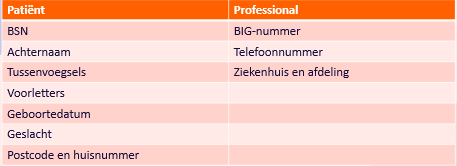 Patiënt Professional
BSN BIG-nummer
Achternaam Telefoonnummer
Tussenvoegsels Ziekenhuis en afdeling
Voorletters
Geboortedatum
Geslacht
Postcode en huisnummer